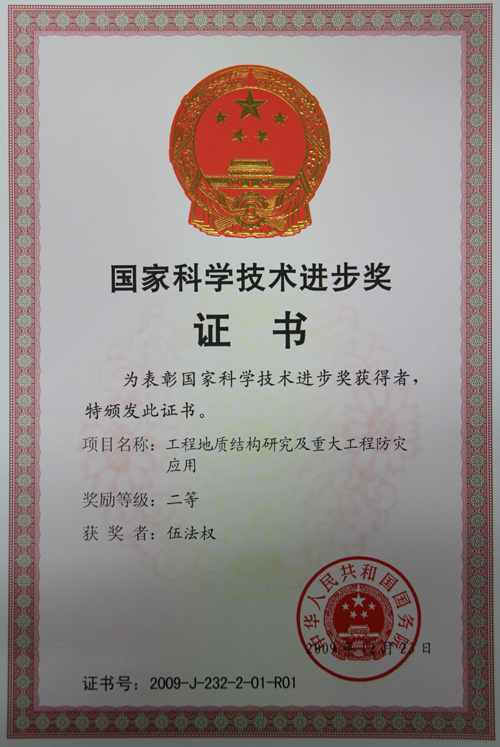 国家科学技术进步奖
证 书
为表彰国家科学技术进步奖获得者，
特颁发此证书。
项目名称：工程地质结构研究及重大工程防灾
应用
奖励等级：二等
获 奖 者：伍法权
中华人民共和国国务院
2009年12月23日
证书号：2009-J-232-2-01-R01